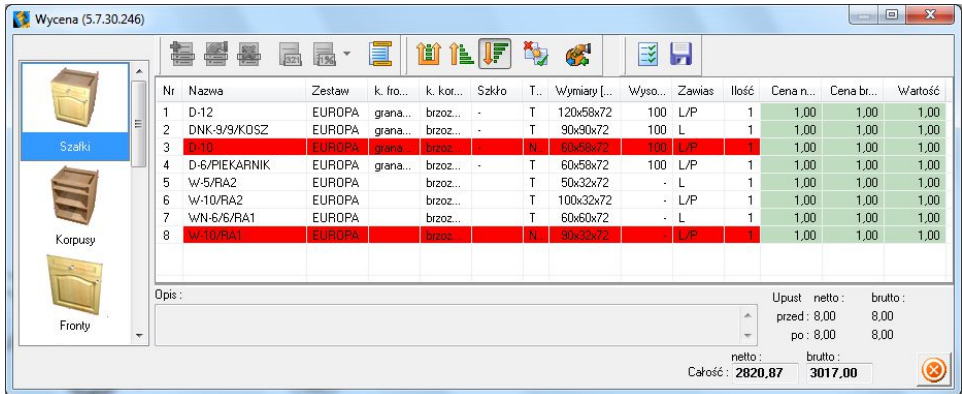 Wycena (5.7.30.246)
Nr Nazwa Zestaw k. fro... k. kor... Szkło T.. Wymiary [... Wyso... Zawias Ilość Cena n... Cena br... Wartość
1 D-12 EUROPA grana... brzoz... - T 120x58x72 100 L/P 1 1,00 1,00 1,00
2 DNK-9/9/KOSZ EUROPA grana... brzoz... - T 90x90x72 100 L 1 1,00 1,00 1,00
3 D-10 EUROPA grana... brzoz... - N.. 60x58x72 100 L/P 1 1,00 1,00 1,00
4 D-6/PIEKARNIK EUROPA grana... brzoz... - T 60x58x72 100 L/P 1 1,00 1,00 1,00
5 W-5/RA2 EUROPA brzoz... T 50x32x72 - L 1 1,00 1,00 1,00
6 W-10/RA2 EUROPA brzoz... T 100x32x72 - L/P 1 1,00 1,00 1,00
7 WN-6/6/RA1 EUROPA brzoz... T 60x60x72 - L 1 1,00 1,00 1,00
8 W-10/RA1 EUROPA brzoz... N.. 90x32x72 - L/P 1 1,00 1,00 1,00
Szafki
Korpusy
Fronty
Opis :
Upust netto : brutto :
przed : 8,00 8,00
po : 8,00 8,00
netto : brutto :
Całość : 2820,87 3017,00